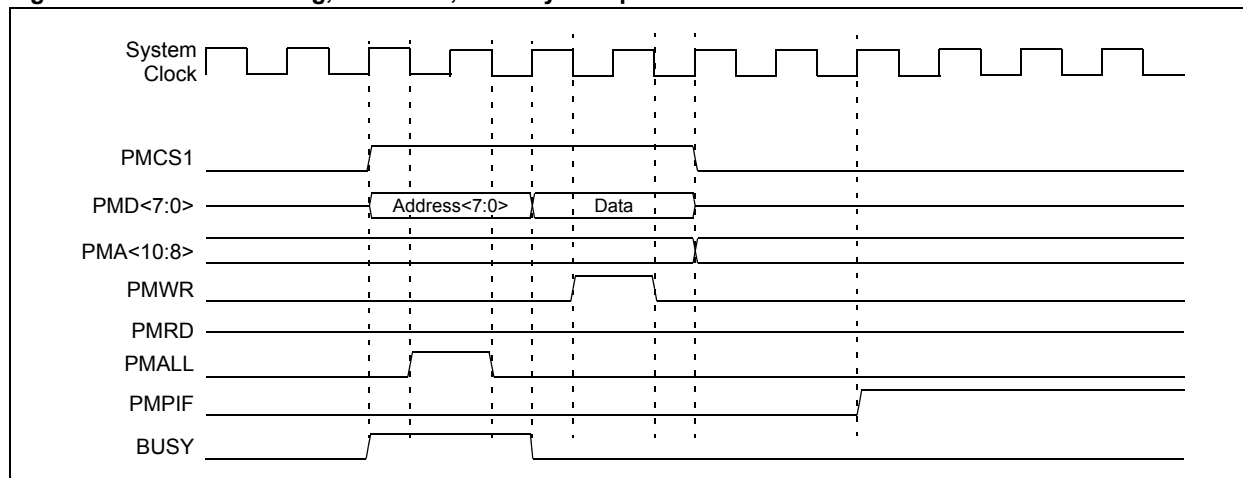 System
Clock
PMCS1
PMD<7:0>
Address<7:0>
Data
PMA<10:8>
PMWR
PMRD
PMALL
PMPIF
BUSY